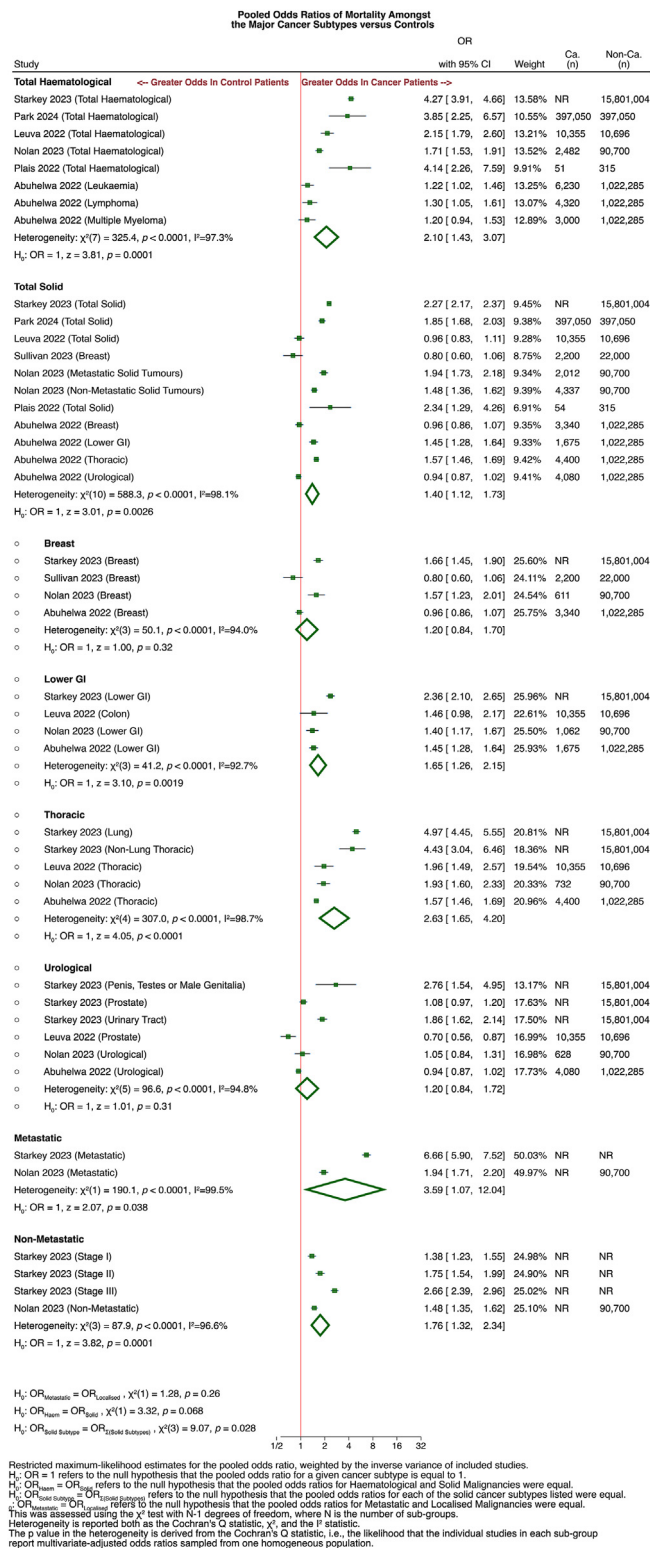 Pooled Odds Ratios of Mortality Amongst
the Major Cancer Subtypes versus Controls
OR Ca. Non-Ca.
Study with 95% CI Weight (n) (n)
Total Haematological <-- Greater Odds In Control Patients Greater Odds In Cancer Patients -->
Starkey 2023 (Total Haematological) 4.27 [ 3.91, 4.66] 13.58% NR 15,801,004
Park 2024 (Total Haematological) 3.85 [ 2.25, 6.57] 10.55% 397,050 397,050
Leuva 2022 (Total Haematological) 2.15 [ 1.79, 2.60] 13.21% 10,355 10,696
Nolan 2023 (Total Haematological) 1.71 [ 1.53, 1.91] 13.52% 2,482 90,700
Plais 2022 (Total Haematological) 4.14 [ 2.26, 7.59] 9.91% 51 315
Abuhelwa 2022 (Leukaemia) 1.22 [ 1.02, 1.46] 13.25% 6,230 1,022,285
Abuhelwa 2022 (Lymphoma) 1.30 [ 1.05, 1.61] 13.07% 4,320 1,022,285
Abuhelwa 2022 (Multiple Myeloma) 1.20 [ 0.94, 1.53] 12.89% 3,000 1,022,285
Heterogeneity: χ²(7) = 325.4, p < 0.0001, I²=97.3% 2.10 [ 1.43, 3.07]
H₀: OR = 1, z = 3.81, p = 0.0001
Total Solid
Starkey 2023 (Total Solid) 2.27 [ 2.17, 2.37] 9.45% NR 15,801,004
Park 2024 (Total Solid) 1.85 [ 1.68, 2.03] 9.38% 397,050 397,050
Leuva 2022 (Total Solid) 0.96 [ 0.83, 1.11] 9.28% 10,355 10,696
Sullivan 2023 (Breast) 0.80 [ 0.60, 1.06] 8.75% 2,200 22,000
Nolan 2023 (Metastatic Solid Tumours) 1.94 [ 1.73, 2.18] 9.34% 2,012 90,700
Nolan 2023 (Non-Metastatic Solid Tumours) 1.48 [ 1.36, 1.62] 9.39% 4,337 90,700
Plais 2022 (Total Solid) 2.34 [ 1.29, 4.26] 6.91% 54 315
Abuhelwa 2022 (Breast) 0.96 [ 0.86, 1.07] 9.35% 3,340 1,022,285
Abuhelwa 2022 (Lower GI) 1.45 [ 1.28, 1.64] 9.33% 1,675 1,022,285
Abuhelwa 2022 (Thoracic) 1.57 [ 1.46, 1.69] 9.42% 4,400 1,022,285
Abuhelwa 2022 (Urological) 0.94 [ 0.87, 1.02] 9.41% 4,080 1,022,285
Heterogeneity: χ²(10) = 588.3, p < 0.0001, I²=98.1% 1.40 [ 1.12, 1.73]
H₀: OR = 1, z = 3.01, p = 0.0026
○ Breast
○ Starkey 2023 (Breast) 1.66 [ 1.45, 1.90] 25.60% NR 15,801,004
○ Sullivan 2023 (Breast) 0.80 [ 0.60, 1.06] 24.11% 2,200 22,000
○ Nolan 2023 (Breast) 1.57 [ 1.23, 2.01] 24.54% 611 90,700
○ Abuhelwa 2022 (Breast) 0.96 [ 0.86, 1.07] 25.75% 3,340 1,022,285
○ Heterogeneity: χ²(3) = 50.1, p < 0.0001, I²=94.0% 1.20 [ 0.84, 1.70]
○ H₀: OR = 1, z = 1.00, p = 0.32
○ Lower GI
○ Starkey 2023 (Lower GI) 2.36 [ 2.10, 2.65] 25.96% NR 15,801,004
○ Leuva 2022 (Colon) 1.46 [ 0.98, 2.17] 22.61% 10,355 10,696
○ Nolan 2023 (Lower GI) 1.40 [ 1.17, 1.67] 25.50% 1,062 90,700
○ Abuhelwa 2022 (Lower GI) 1.45 [ 1.28, 1.64] 25.93% 1,675 1,022,285
○ Heterogeneity: χ²(3) = 41.2, p < 0.0001, I²=92.7% 1.65 [ 1.26, 2.15]
○ H₀: OR = 1, z = 3.10, p = 0.0019
○ Thoracic
○ Starkey 2023 (Lung) 4.97 [ 4.45, 5.55] 20.81% NR 15,801,004
○ Starkey 2023 (Non-Lung Thoracic) 4.43 [ 3.04, 6.46] 18.36% NR 15,801,004
○ Leuva 2022 (Thoracic) 1.96 [ 1.49, 2.57] 19.54% 10,355 10,696
○ Nolan 2023 (Thoracic) 1.93 [ 1.60, 2.33] 20.33% 732 90,700
○ Abuhelwa 2022 (Thoracic) 1.57 [ 1.46, 1.69] 20.96% 4,400 1,022,285
○ Heterogeneity: χ²(4) = 307.0, p < 0.0001, I²=98.7% 2.63 [ 1.65, 4.20]
○ H₀: OR = 1, z = 4.05, p < 0.0001
○ Urological
○ Starkey 2023 (Penis, Testes or Male Genitalia) 2.76 [ 1.54, 4.95] 13.17% NR 15,801,004
○ Starkey 2023 (Prostate) 1.08 [ 0.97, 1.20] 17.63% NR 15,801,004
○ Starkey 2023 (Urinary Tract) 1.86 [ 1.62, 2.14] 17.50% NR 15,801,004
○ Leuva 2022 (Prostate) 0.70 [ 0.56, 0.87] 16.99% 10,355 10,696
○ Nolan 2023 (Urological) 1.05 [ 0.84, 1.31] 16.98% 628 90,700
○ Abuhelwa 2022 (Urological) 0.94 [ 0.87, 1.02] 17.73% 4,080 1,022,285
○ Heterogeneity: χ²(5) = 96.6, p < 0.0001, I²=94.8% 1.20 [ 0.84, 1.72]
○ H₀: OR = 1, z = 1.01, p = 0.31
Metastatic
Starkey 2023 (Metastatic) 6.66 [ 5.90, 7.52] 50.03% NR NR
Nolan 2023 (Metastatic) 1.94 [ 1.71, 2.20] 49.97% NR 90,700
Heterogeneity: χ²(1) = 190.1, p < 0.0001, I²=99.5% 3.59 [ 1.07, 12.04]
H₀: OR = 1, z = 2.07, p = 0.038
Non-Metastatic
Starkey 2023 (Stage I) 1.38 [ 1.23, 1.55] 24.98% NR NR
Starkey 2023 (Stage II) 1.75 [ 1.54, 1.99] 24.90% NR NR
Starkey 2023 (Stage III) 2.66 [ 2.39, 2.96] 25.02% NR NR
Nolan 2023 (Non-Metastatic) 1.48 [ 1.35, 1.62] 25.10% NR 90,700
Heterogeneity: χ²(3) = 87.9, p < 0.0001, I²=96.6% 1.76 [ 1.32, 2.34]
H₀: OR = 1, z = 3.82, p = 0.0001
H₀: OR Metastatic = OR Localised , χ²(1) = 1.28, p = 0.26
H₀: OR Haem = OR Solid , χ²(1) = 3.32, p = 0.068
H₀: OR Solid Subtype = OR Σ(Solid Subtypes) , χ²(3) = 9.07, p = 0.028
1/2 1 2 4 8 16 32
Restricted maximum-likelihood estimates for the pooled odds ratio, weighted by the inverse variance of included studies.
H₀: OR = 1 refers to the null hypothesis that the pooled odds ratio for a given cancer subtype is equal to 1.
H₀: OR Haem = OR Solid refers to the null hypothesis that the pooled odds ratios for Haematological and Solid Malignancies were equal.
H₀: OR Solid Subtype = OR Σ(Solid Subtypes) refers to the null hypothesis that the pooled odds ratios for each of the solid cancer subtypes listed were equal.
₀: OR Metastatic = OR Localised refers to the null hypothesis that the pooled odds ratios for Metastatic and Localised Malignancies were equal.
This was assessed using the χ² test with N-1 degrees of freedom, where N is the number of sub-groups.
Heterogeneity is reported both as the Cochran's Q statistic, χ², and the I² statistic.
The p value in the heterogeneity is derived from the Cochran's Q statistic, i.e., the likelihood that the individual studies in each sub-group
report multivariate-adjusted odds ratios sampled from one homogeneous population.